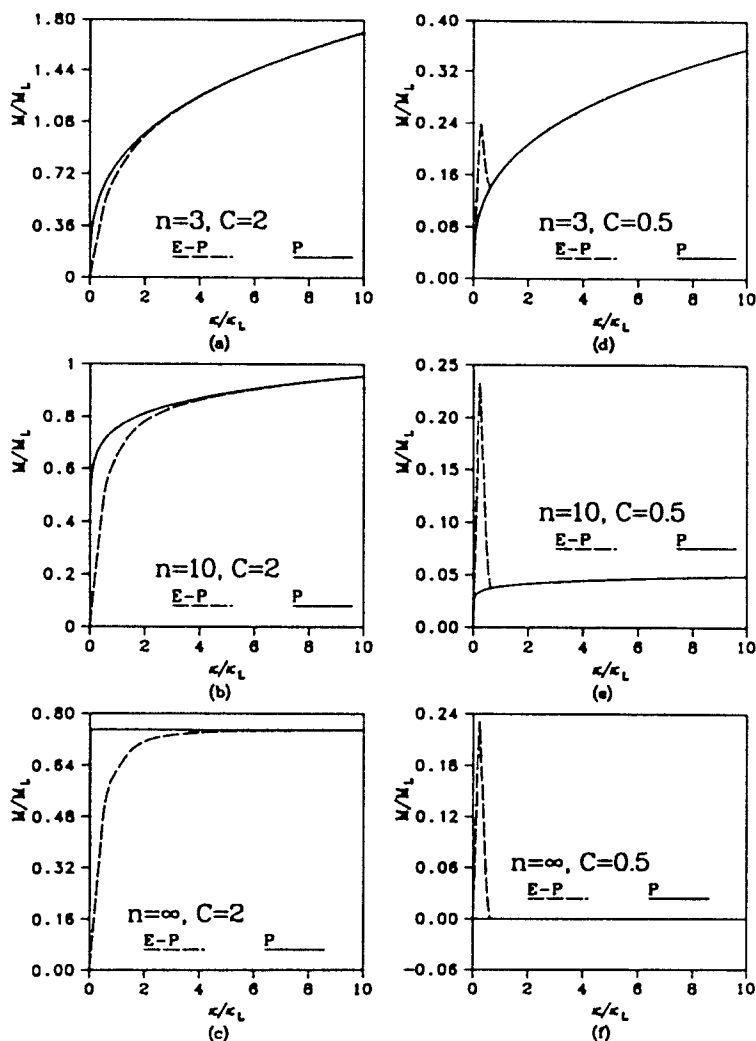 1.80
1.44
1.08
0.72
0.36
0
M/M_L
n=3, C=2
E-P P
0 2 4 6 8 10
κ/κ_L
(a)
0.40
0.32
0.24
0.16
0.08
0.00
M/M_L
n=3, C=0.5
E-P P
0 2 4 6 8 10
κ/κ_L
(d)
1
0.8
0.6
0.4
0.2
0
M/M_L
n=10, C=2
E-P P
0 2 4 6 8 10
κ/κ_L
(b)
0.25
0.20
0.15
0.10
0.05
0.00
M/M_L
n=10, C=0.5
E-P P
0 2 4 6 8 10
κ/κ_L
(e)
0.80
0.64
0.48
0.32
0.16
0.00
M/M_L
n=∞, C=2
E-P P
0 2 4 6 8 10
κ/κ_L
(c)
0.24
0.18
0.12
0.06
0.00
-0.06
M/M_L
n=∞, C=0.5
E-P P
0 2 4 6 8 10
κ/κ_L
(f)